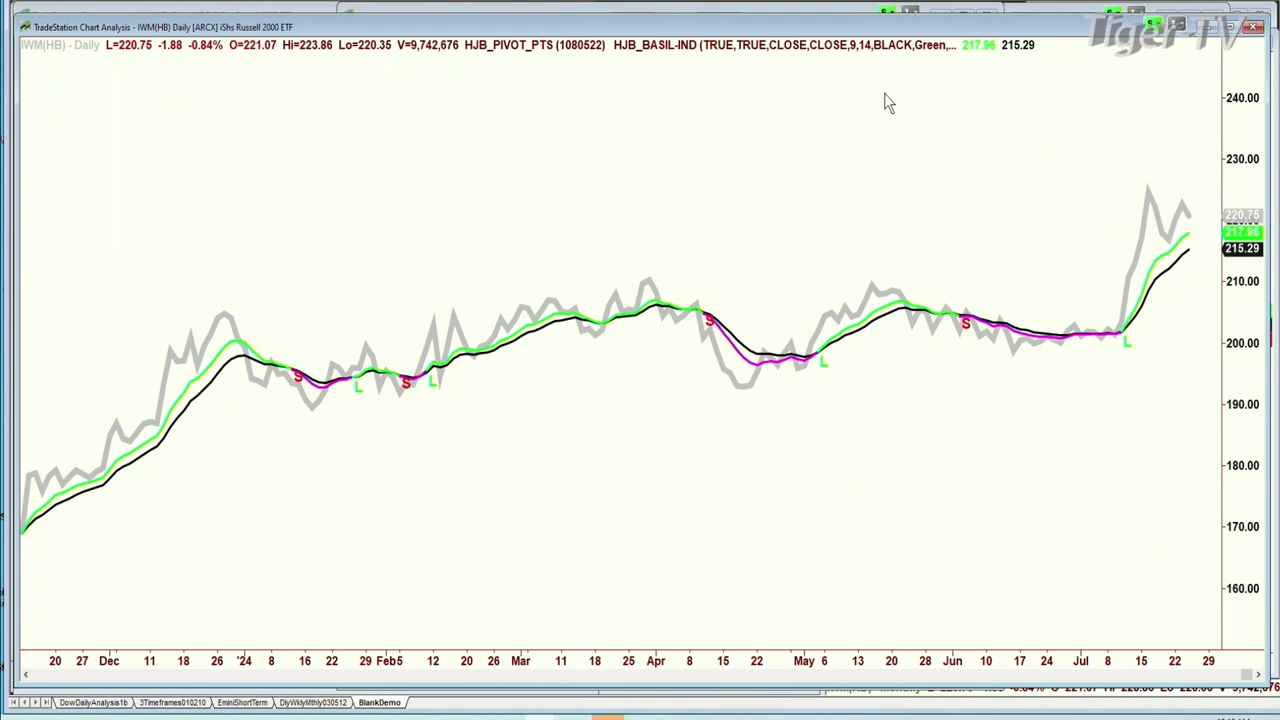 TradeStation Chart Analysis - IWM(HB) Daily [ARCX] iShs Russell 2000 ETF
Tiger-TV
IWM(HB) - Daily L=220.75 -1.88 -0.84% O=221.07 Hi=223.86 Lo=220.35 V=9,742,67c HJB_PIVOT_PTS (1080522) HJB_BASIL-IND (TRUE,TRUE,CLOSE,CLOSE,9,14,BLACK,Green,... 217.96 215.29
240.00
230.00
220.75
217.96
215.29
210.00
200.00
190.00
180.00
170.00
160.00
S
L
S
L
S
L
S
L
20 27 Dec 11 18 26 '24 8 16 22 29 Feb5 12 20 26 Mar 11 18 25 Apr 8 15 22 May 6 13 20 28 Jun 10 17 24 Jul 8 15 22 29
DowDailyAnalysis1b 3Timeframes010210 EminiShortTerm DlyWklyMthly030512 BlankDemo